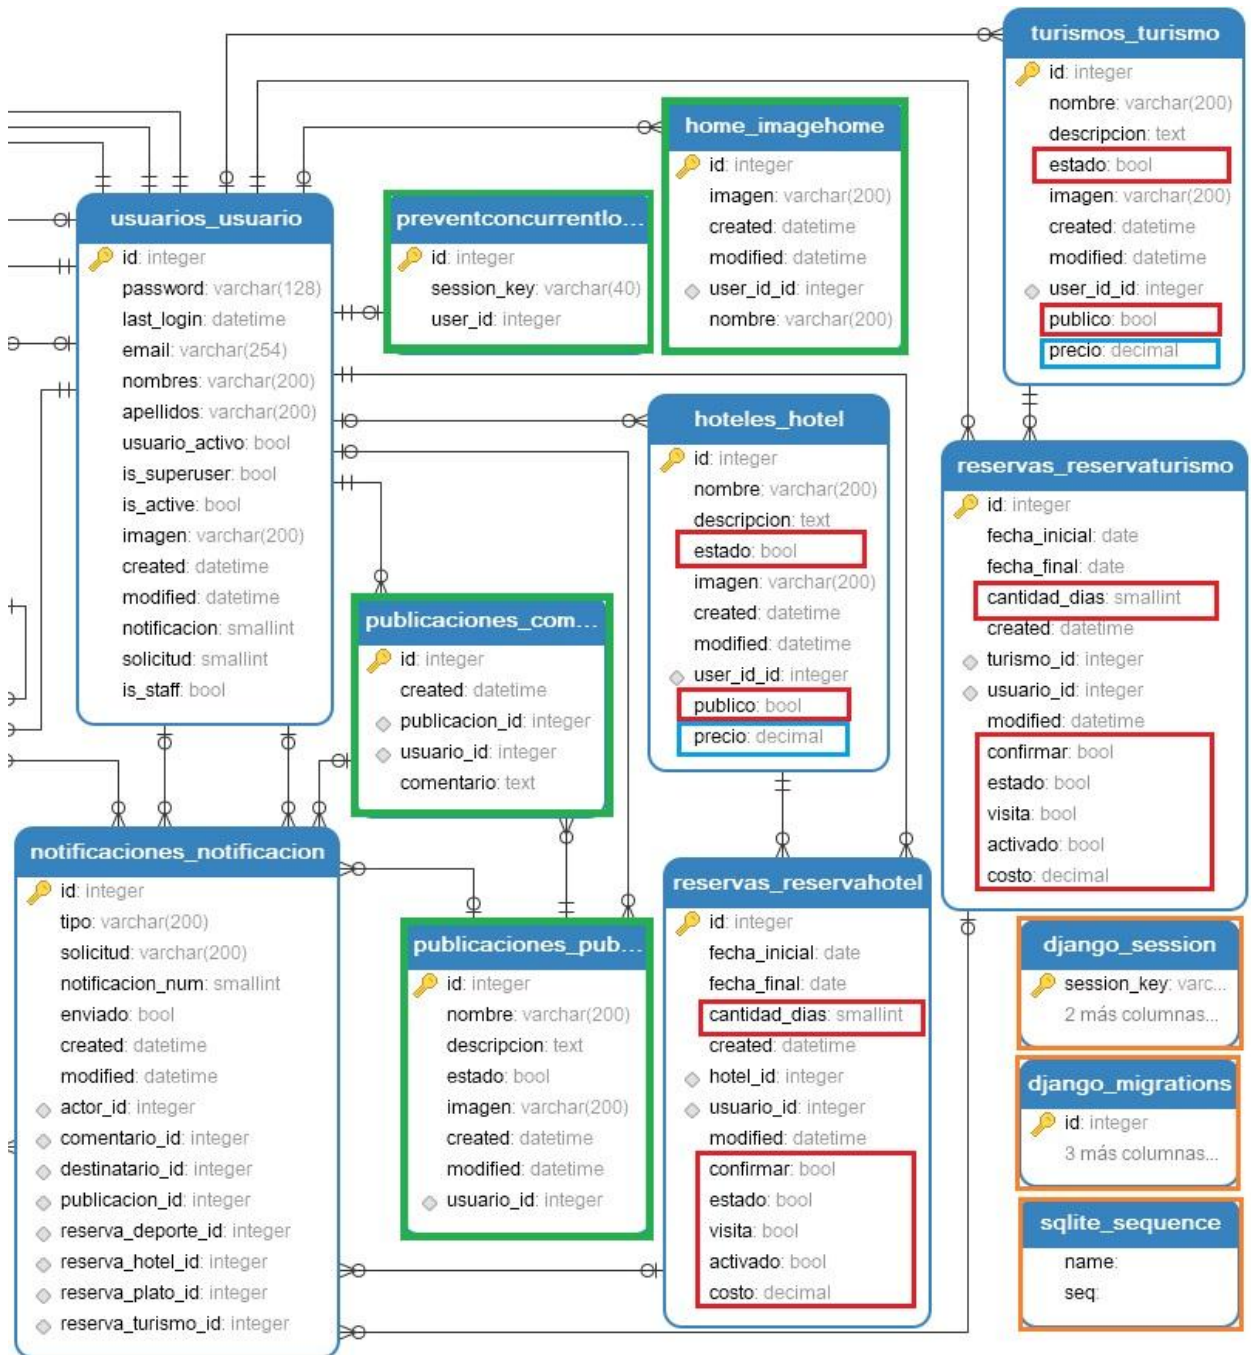 turismos_turismo
id: integer
nombre: varchar(200)
descripcion: text
estado: bool
imagen: varchar(200)
created: datetime
modified: datetime
user_id_id: integer
publico: bool
precio: decimal
home_imagehome
id: integer
imagen: varchar(200)
created: datetime
modified: datetime
user_id_id: integer
nombre: varchar(200)
usuarios_usuario
id: integer
password: varchar(128)
last_login: datetime
email: varchar(254)
nombres: varchar(200)
apellidos: varchar(200)
usuario_activo: bool
is_superuser: bool
is_active: bool
imagen: varchar(200)
created: datetime
modified: datetime
notificacion: smallint
solicitud: smallint
is_staff: bool
preventconcurrentlo...
id: integer
session_key: varchar(40)
user_id: integer
hoteles_hotel
id: integer
nombre: varchar(200)
descripcion: text
estado: bool
imagen: varchar(200)
created: datetime
modified: datetime
user_id_id: integer
publico: bool
precio: decimal
reservas_reservaturismo
id: integer
fecha_inicial: date
fecha_final: date
cantidad_dias: smallint
created: datetime
turismo_id: integer
usuario_id: integer
modified: datetime
confirmar: bool
estado: bool
visita: bool
activado: bool
costo: decimal
publicaciones_com...
id: integer
created: datetime
publicacion_id: integer
usuario_id: integer
comentario: text
notificaciones_notificacion
id: integer
tipo: varchar(200)
solicitud: varchar(200)
notificacion_num: smallint
enviado: bool
created: datetime
modified: datetime
actor_id: integer
comentario_id: integer
destinatario_id: integer
publicacion_id: integer
reserva_deporte_id: integer
reserva_hotel_id: integer
reserva_plato_id: integer
reserva_turismo_id: integer
publicaciones_pub...
id: integer
nombre: varchar(200)
descripcion: text
estado: bool
imagen: varchar(200)
created: datetime
modified: datetime
usuario_id: integer
reservas_reservahotel
id: integer
fecha_inicial: date
fecha_final: date
cantidad_dias: smallint
created: datetime
hotel_id: integer
usuario_id: integer
modified: datetime
confirmar: bool
estado: bool
visita: bool
activado: bool
costo: decimal
django_session
session_key: varc...
2 más columnas...
django_migrations
id: integer
3 más columnas...
sqlite_sequence
name:
seq: